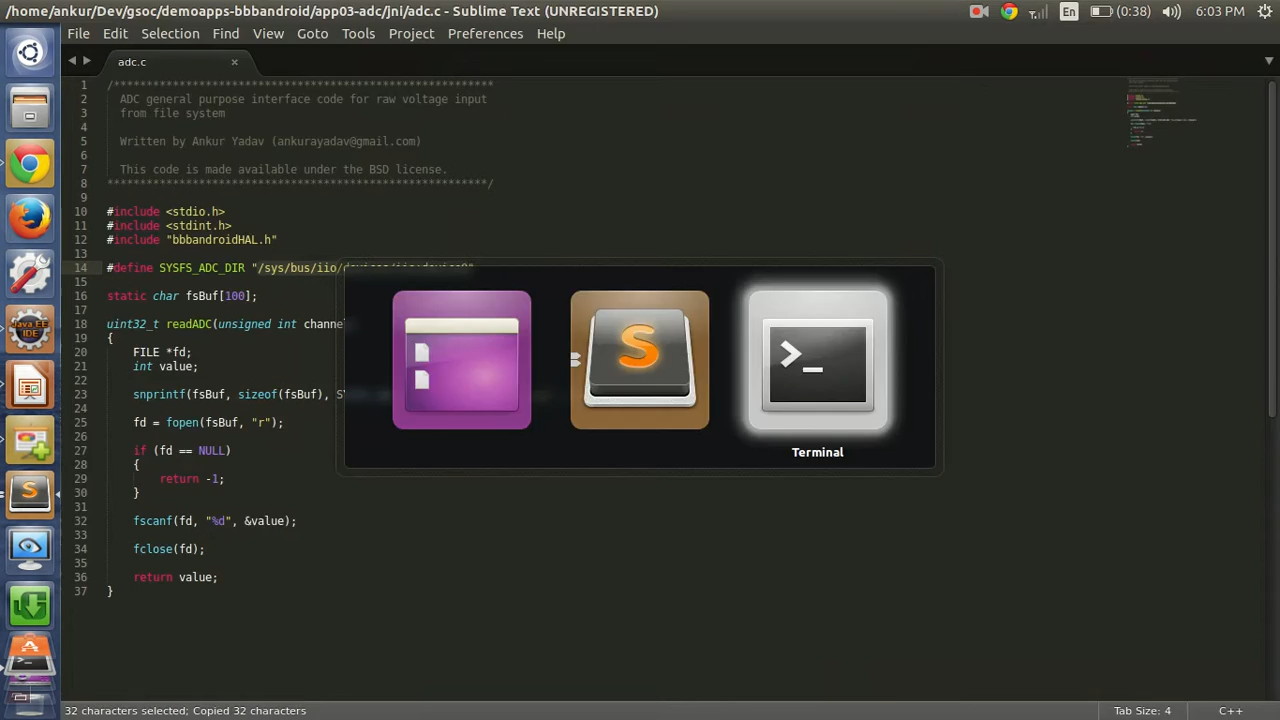 /home/ankur/Dev/gsoc/demoapps-bbbandroid/app03-adc/jni/adc.c - Sublime Text (UNREGISTERED)
En
(0:38)
6:03 PM
File Edit Selection Find View Goto Tools Project Preferences Help
adc.c
1 /**********************************************************
2 ADC general purpose interface code for raw voltage input
3 from file system
4
5 Written by Ankur Yadav (ankurayadav@gmail.com)
6
7 This code is made available under the BSD license.
8 **********************************************************/
9
10 #include <stdio.h>
11 #include <stdint.h>
12 #include "bbbandroidHAL.h"
13
14 #define SYSFS_ADC_DIR "/sys/bus/iio/devices/iio:device0"
15
16 static char fsBuf[100];
17
18 uint32_t readADC(unsigned int channe
19 {
20 FILE *fd;
21 int value;
22
23 snprintf(fsBuf, sizeof(fsBuf), S
24
25 fd = fopen(fsBuf, "r");
26
27 if (fd == NULL)
28 {
29 return -1;
30 }
31
32 fscanf(fd, "%d", &value);
33
34 fclose(fd);
35
36 return value;
37 }
S
>_
Terminal
Java EE
IDE
32 characters selected; Copied 32 characters
Tab Size: 4
C++